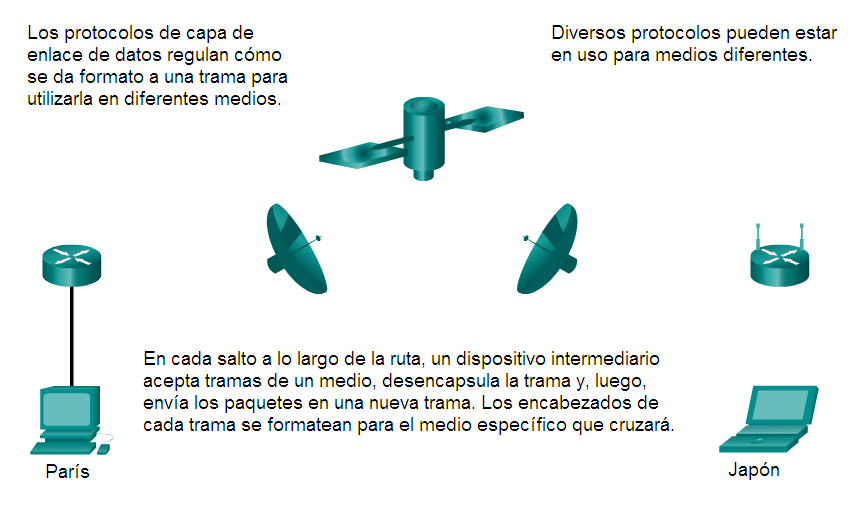 Los protocolos de capa de
enlace de datos regulan cómo
se da formato a una trama para
utilizarla en diferentes medios.
Diversos protocolos pueden estar
en uso para medios diferentes.
En cada salto a lo largo de la ruta, un dispositivo intermediario
acepta tramas de un medio, desencapsula la trama y, luego,
envía los paquetes en una nueva trama. Los encabezados de
cada trama se formatean para el medio específico que cruzará.
París
Japón